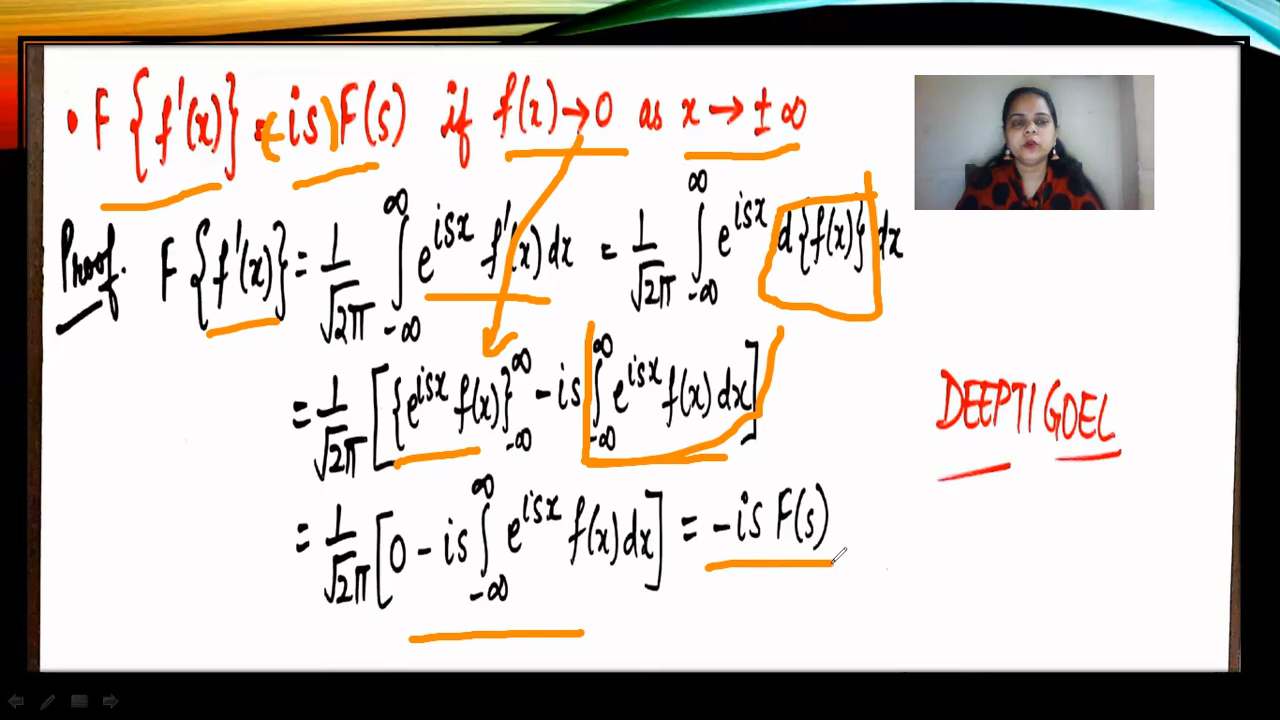 • F {f'(x)} = (-is) F(s) if f(x) → 0 as x → ± ∞
Proof. F {f'(x)} = 1/√2π ∫_{-∞}^{∞} e^{isx} f'(x) dx = 1/√2π ∫_{-∞}^{∞} e^{isx} d{f(x)} dx
= 1/√2π [{e^{isx} f(x)}_{-∞}^{∞} - is ∫_{-∞}^{∞} e^{isx} f(x) dx]
= 1/√2π [0 - is ∫_{-∞}^{∞} e^{isx} f(x) dx] = -is F(s)
DEEPTI GOEL